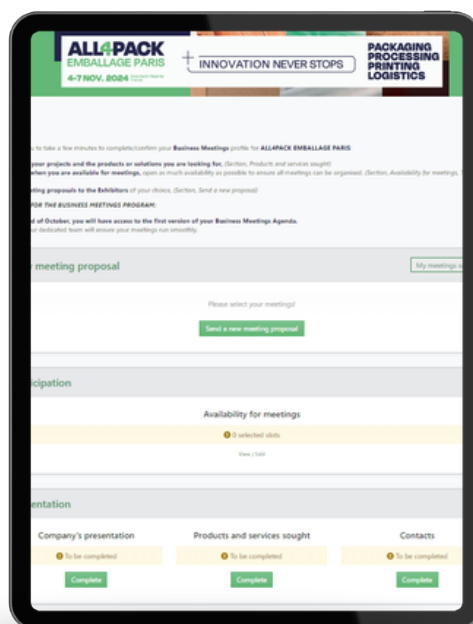 ALL4PACK
EMBALLAGE PARIS
4-7 NOV. 2024
INNOVATION NEVER STOPS
PACKAGING
PROCESSING
PRINTING
LOGISTICS
u to take a few minutes to complete/confirm your Business Meetings profile for ALL4PACK EMBALLAGE PARIS
your projects and the products or solutions you are looking for, (Section, Products and services sought)
when you are available for meetings, open as much availability as possible to ensure all meetings can be organised. (Section, Availability for meetings,
eting proposals to the Exhibitors of your choice, (Section, Send a new proposal)
FOR THE BUSINESS MEETINGS PROGRAM:
d of October, you will have access to the first version of your Business Meetings Agenda.
ur dedicated team will ensure your meetings run smoothly.
meeting proposal
My meetings
Please select your meetings!
Send a new meeting proposal
icipation
Availability for meetings
0 selected slots
View / Edit
entation
Company's presentation Products and services sought Contacts
To be completed To be completed To be completed
Complete Complete Complete